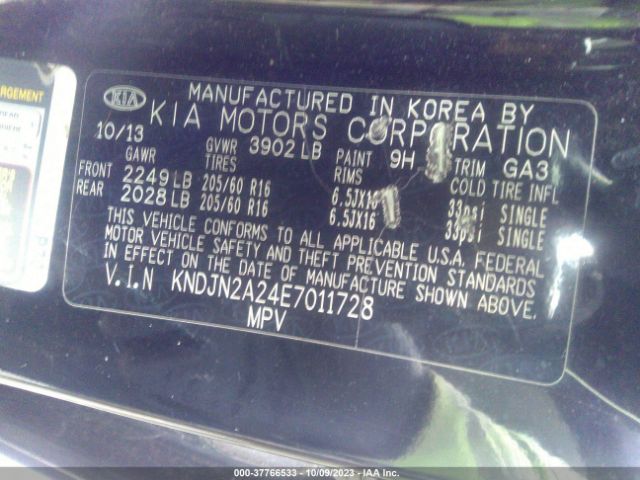 ARGEMENT
KIA
MANUFACTURED IN KOREA BY
KIA MOTORS CORPORATION
10/13
GVWR 3902 LB PAINT 9H TRIM GA3
GAWR TIRES RIMS COLD TIRE INFL
FRONT 2249 LB 205/60 R16 6.5JX16 33psi SINGLE
REAR 2028 LB 205/60 R16 6.5JX16 33psi SINGLE
THIS VEHICLE CONFORMS TO ALL APPLICABLE U.S.A. FEDERAL
MOTOR VEHICLE SAFETY AND THEFT PREVENTION STANDARDS
IN EFFECT ON THE DATE OF MANUFACTURE SHOWN ABOVE.
V.I.N KNDJN2A24E7011728
MPV
000-37766533 - 10/09/2023 - IAA Inc.